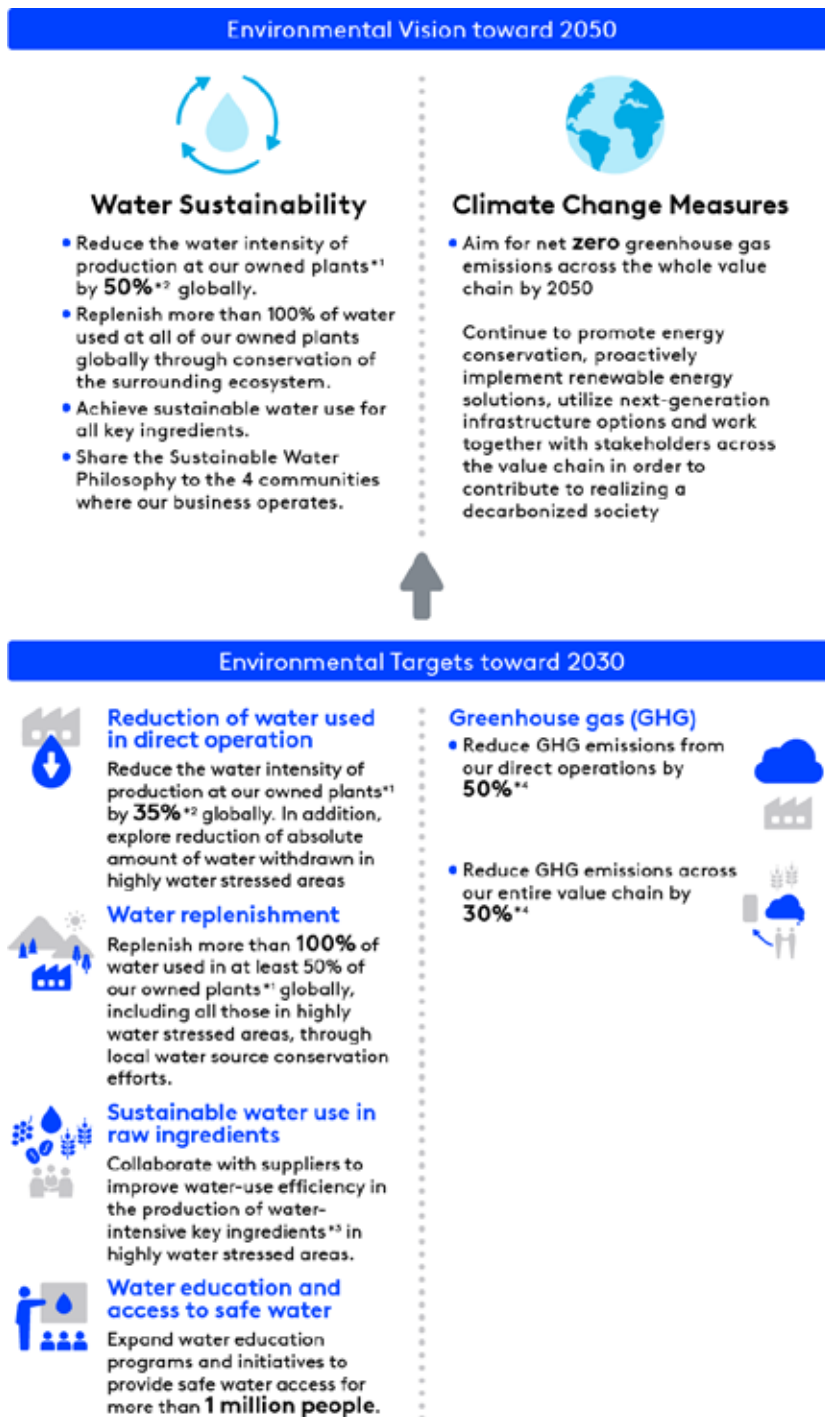 Environmental Vision toward 2050
Water Sustainability
• Reduce the water intensity of
production at our owned plants*1
by 50%*2 globally.
• Replenish more than 100% of water
used at all of our owned plants
globally through conservation of
the surrounding ecosystem.
• Achieve sustainable water use for
all key ingredients.
• Share the Sustainable Water
Philosophy to the 4 communities
where our business operates.
Climate Change Measures
• Aim for net zero greenhouse gas
emissions across the whole value
chain by 2050
Continue to promote energy
conservation, proactively
implement renewable energy
solutions, utilize next-generation
infrastructure options and work
together with stakeholders across
the value chain in order to
contribute to realizing a
decarbonized society
Environmental Targets toward 2030
Reduction of water used
in direct operation
Reduce the water intensity of
production at our owned plants*1
by 35%*2 globally. In addition,
explore reduction of absolute
amount of water withdrawn in
highly water stressed areas
Water replenishment
Replenish more than 100% of
water used in at least 50% of
our owned plants*1 globally,
including all those in highly
water stressed areas, through
local water source conservation
efforts.
Sustainable water use in
raw ingredients
Collaborate with suppliers to
improve water-use efficiency in
the production of water-
intensive key ingredients*3 in
highly water stressed areas.
Water education and
access to safe water
Expand water education
programs and initiatives to
provide safe water access for
more than 1 million people.
Greenhouse gas (GHG)
• Reduce GHG emissions from
our direct operations by
50%*4
• Reduce GHG emissions across
our entire value chain by
30%*4